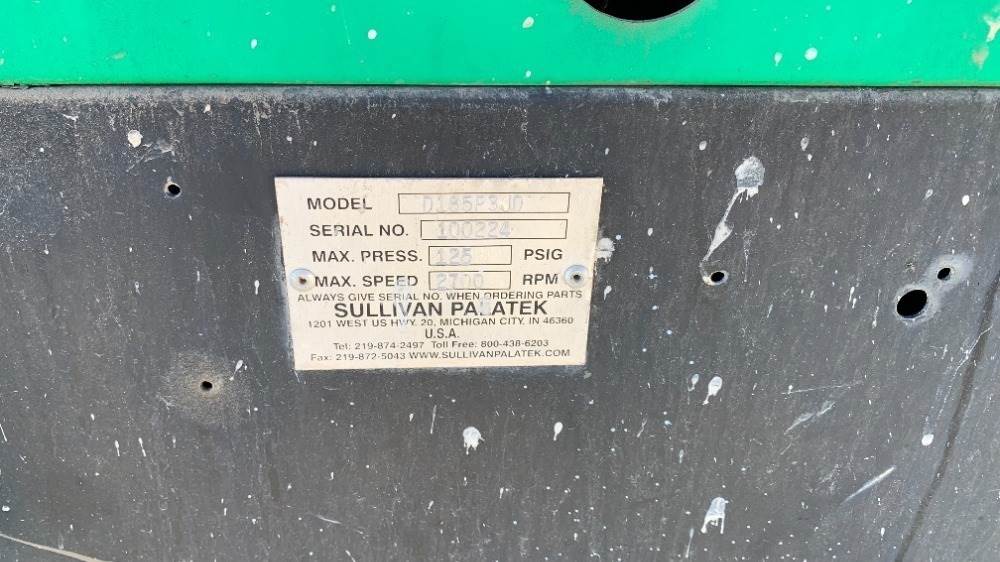 MODEL D185P3JD
SERIAL NO. 100224
MAX. PRESS. 125 PSIG
MAX. SPEED 2700 RPM
ALWAYS GIVE SERIAL NO. WHEN ORDERING PARTS
SULLIVAN PALATEK
1201 WEST US HWY. 20, MICHIGAN CITY, IN 46360
U.S.A.
Tel: 219-874-2497 Toll Free: 800-438-6203
Fax: 219-872-5043 WWW.SULLIVANPALATEK.COM